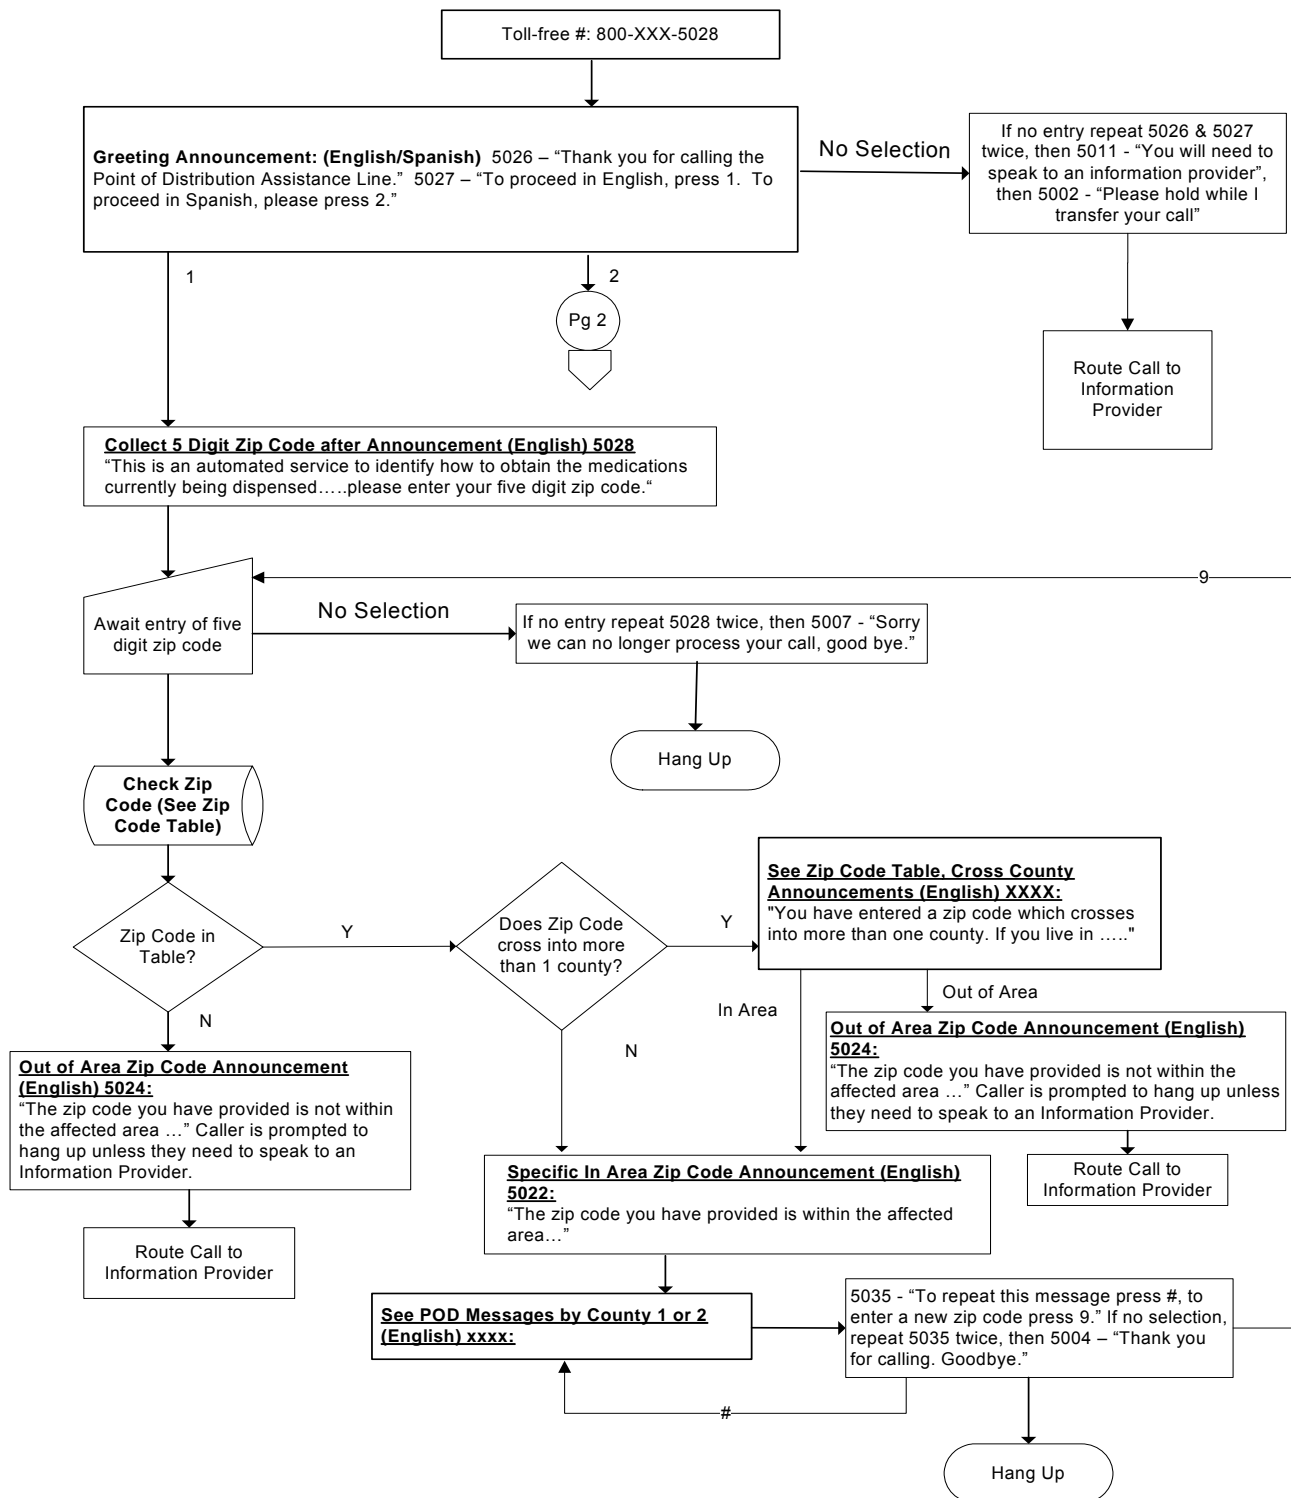 Toll-free #: 800-XXX-5028
Greeting Announcement: (English/Spanish) 5026 – “Thank you for calling the
Point of Distribution Assistance Line.” 5027 – “To proceed in English, press 1. To
proceed in Spanish, please press 2.”
No Selection
If no entry repeat 5026 & 5027
twice, then 5011 - “You will need to
speak to an information provider”,
then 5002 - “Please hold while I
transfer your call”
1
2
Pg 2
Route Call to
Information
Provider
Collect 5 Digit Zip Code after Announcement (English) 5028
“This is an automated service to identify how to obtain the medications
currently being dispensed…..please enter your five digit zip code.“
9
Await entry of five
digit zip code
No Selection
If no entry repeat 5028 twice, then 5007 - “Sorry
we can no longer process your call, good bye.”
Hang Up
Check Zip
Code (See Zip
Code Table)
Zip Code in
Table?
Y
Does Zip Code
cross into more
than 1 county?
Y
See Zip Code Table, Cross County
Announcements (English) XXXX:
"You have entered a zip code which crosses
into more than one county. If you live in ….."
N
N
In Area
Out of Area
Out of Area Zip Code Announcement
(English) 5024:
“The zip code you have provided is not within
the affected area …” Caller is prompted to
hang up unless they need to speak to an
Information Provider.
Out of Area Zip Code Announcement (English)
5024:
“The zip code you have provided is not within the
affected area …” Caller is prompted to hang up unless
they need to speak to an Information Provider.
Route Call to
Information Provider
Specific In Area Zip Code Announcement (English)
5022:
“The zip code you have provided is within the affected
area…”
Route Call to
Information Provider
See POD Messages by County 1 or 2
(English) xxxx:
5035 - “To repeat this message press #, to
enter a new zip code press 9.” If no selection,
repeat 5035 twice, then 5004 – “Thank you
for calling. Goodbye.”
#
Hang Up